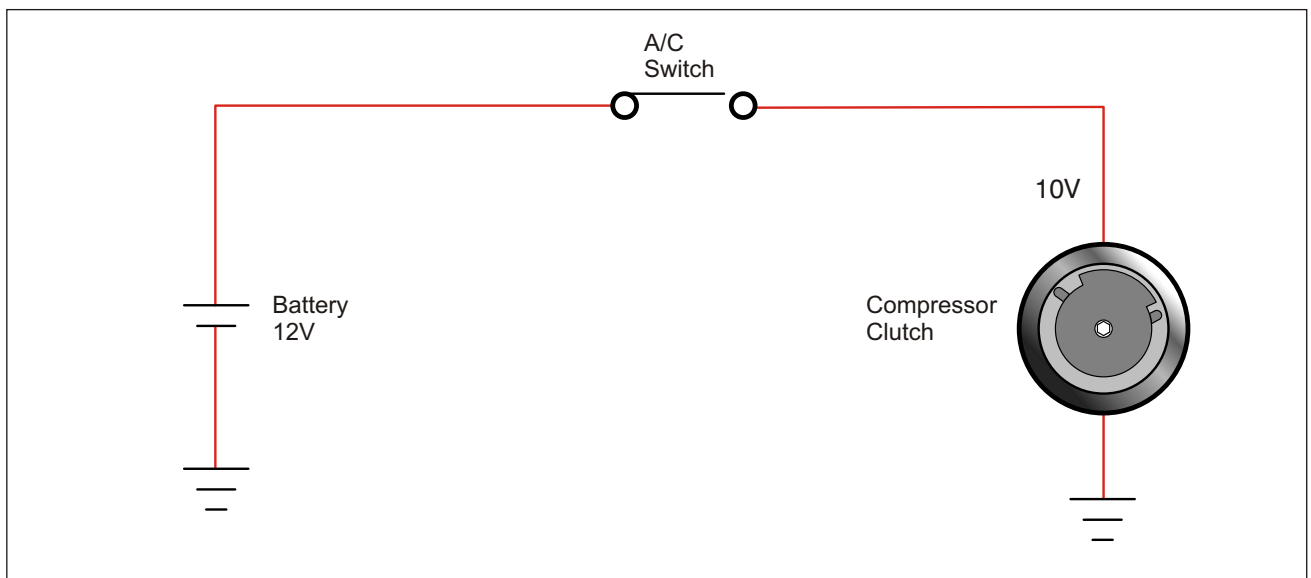 A/C
Switch
10V
Battery
12V
Compressor
Clutch